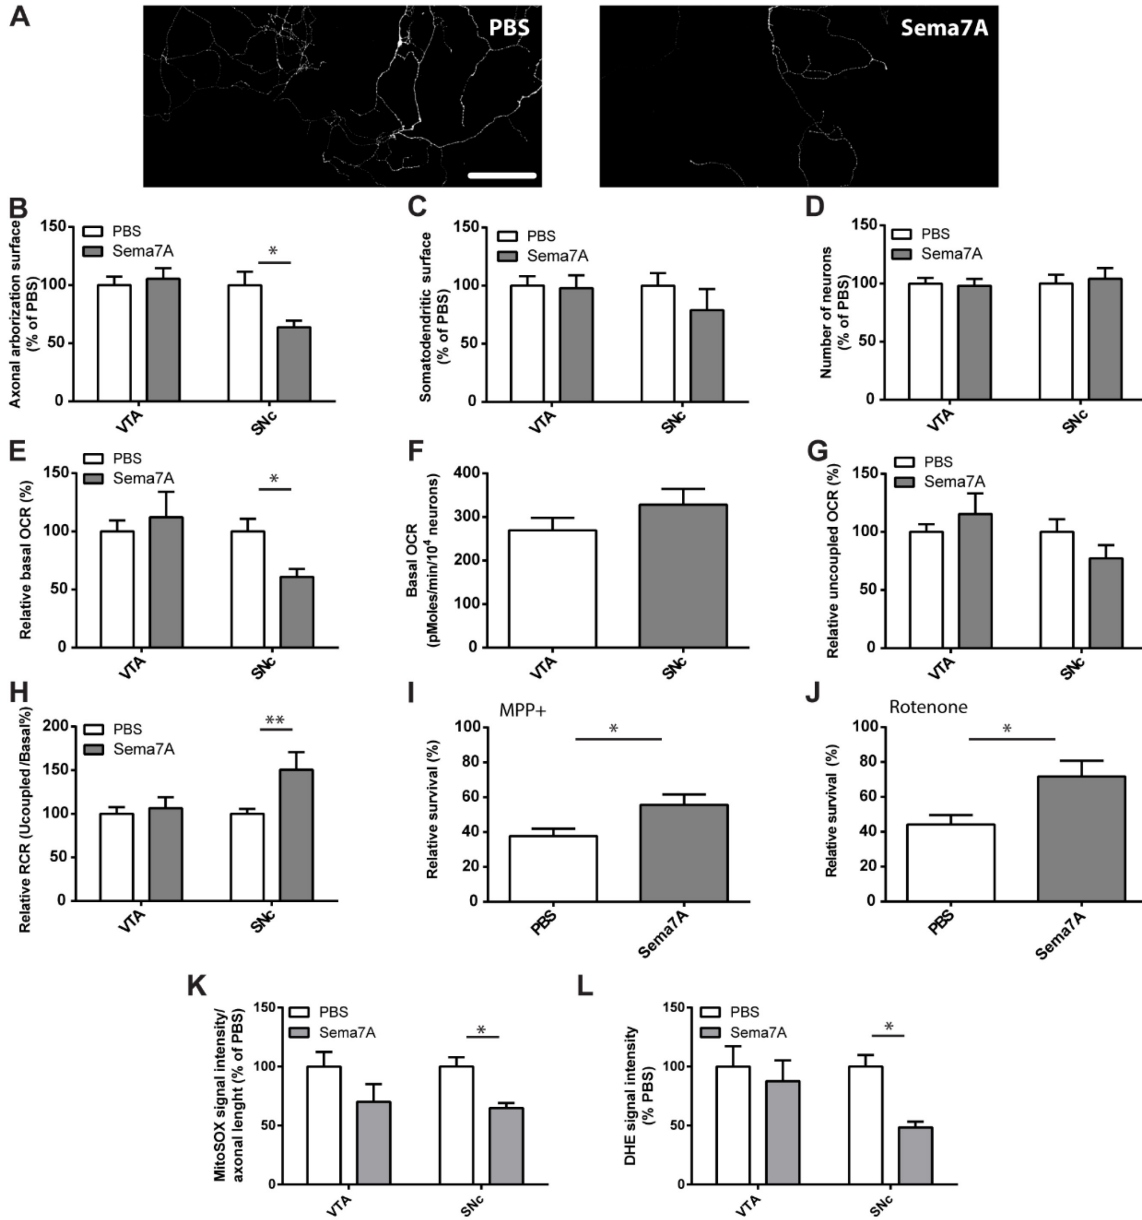 A
PBS
Sema7A
B
Axonal arborization surface
(% of PBS)
150
100
50
0
PBS
Sema7A
*
VTA
SNc
C
Somatodendritic surface
(% of PBS)
150
100
50
0
PBS
Sema7A
VTA
SNc
D
Number of neurons
(% of PBS)
150
100
50
0
PBS
Sema7A
VTA
SNc
E
Relative basal OCR (%)
150
100
50
0
PBS
Sema7A
*
VTA
SNc
F
Basal OCR
(pMoles/min/10⁴ neurons)
400
300
200
100
0
VTA
SNc
G
Relative uncoupled OCR (%)
150
100
50
0
PBS
Sema7A
VTA
SNc
H
Relative RCR (Ucoupled/Basal%)
200
150
100
50
0
PBS
Sema7A
**
VTA
SNc
I
MPP+
Relative survival (%)
100
80
60
40
20
0
*
PBS
Sema7A
J
Rotenone
Relative survival (%)
100
80
60
40
20
0
*
PBS
Sema7A
K
MitoSOX signal intensity/
axonal lenght (% of PBS)
150
100
50
0
PBS
Sema7A
*
VTA
SNc
L
DHE signal intensity
(% PBS)
150
100
50
0
PBS
Sema7A
*
VTA
SNc